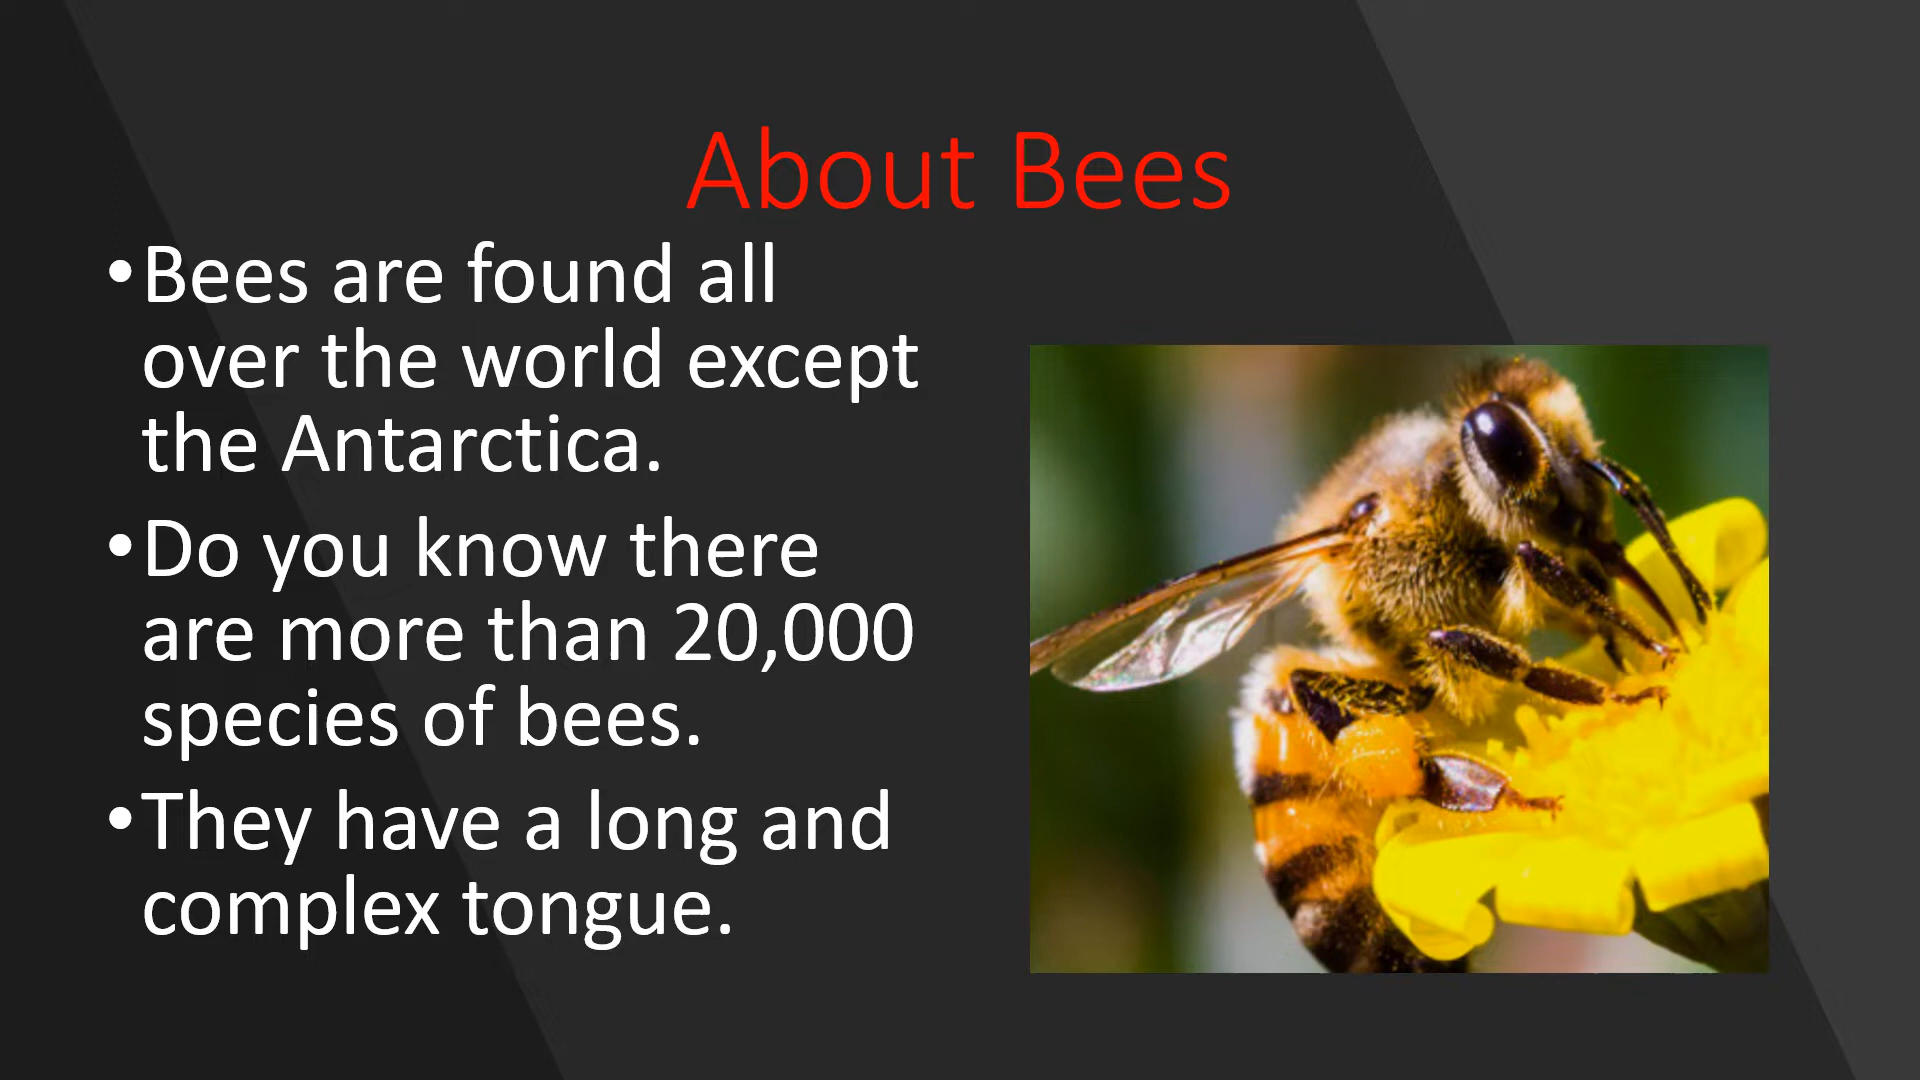 About Bees
•Bees are found all
over the world except
the Antarctica.
•Do you know there
are more than 20,000
species of bees.
•They have a long and
complex tongue.